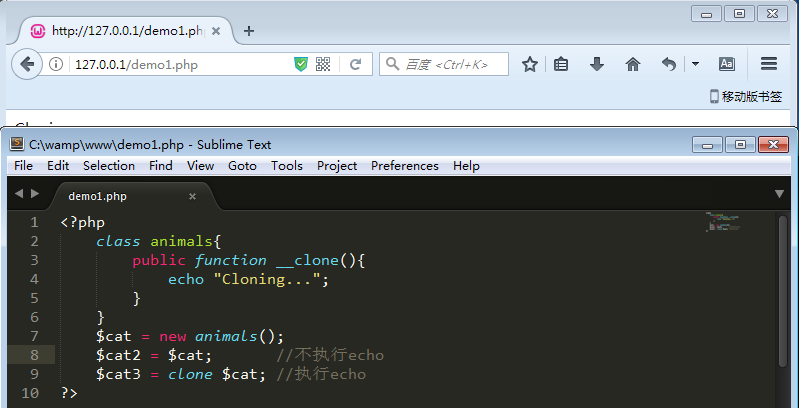 http://127.0.0.1/demo1.php
127.0.0.1/demo1.php
百度 <Ctrl+K>
Aa
移动版书签
C:\wamp\www\demo1.php - Sublime Text
File Edit Selection Find View Goto Tools Project Preferences Help
demo1.php
1 <?php
2 class animals{
3 public function __clone(){
4 echo "Cloning...";
5 }
6 }
7 $cat = new animals();
8 $cat2 = $cat; //不执行echo
9 $cat3 = clone $cat; //执行echo
10 ?>